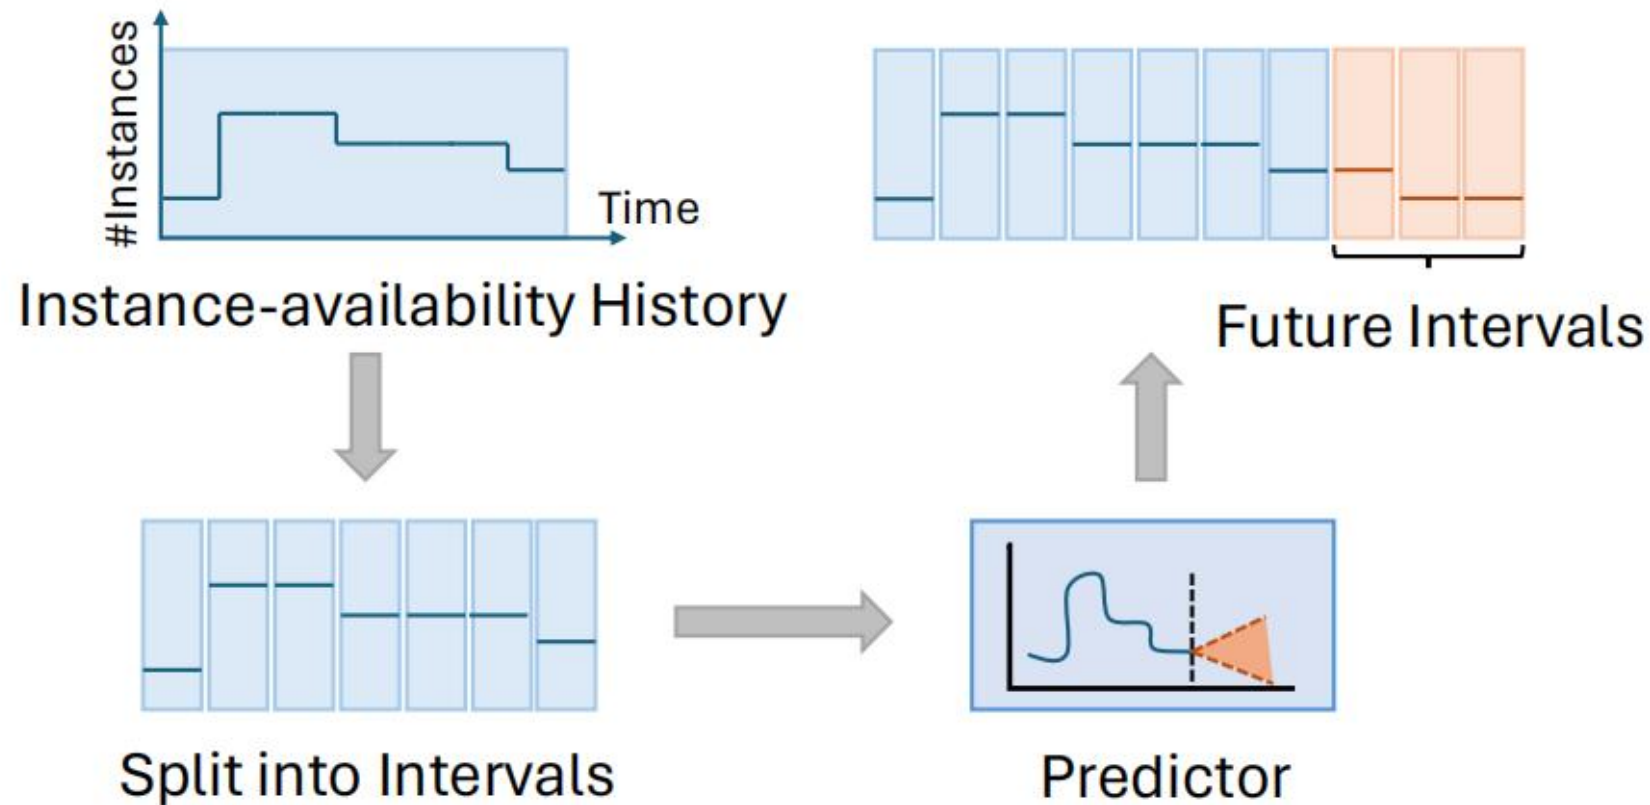 #Instances
Time
Instance-availability History
Future Intervals
Split into Intervals
Predictor